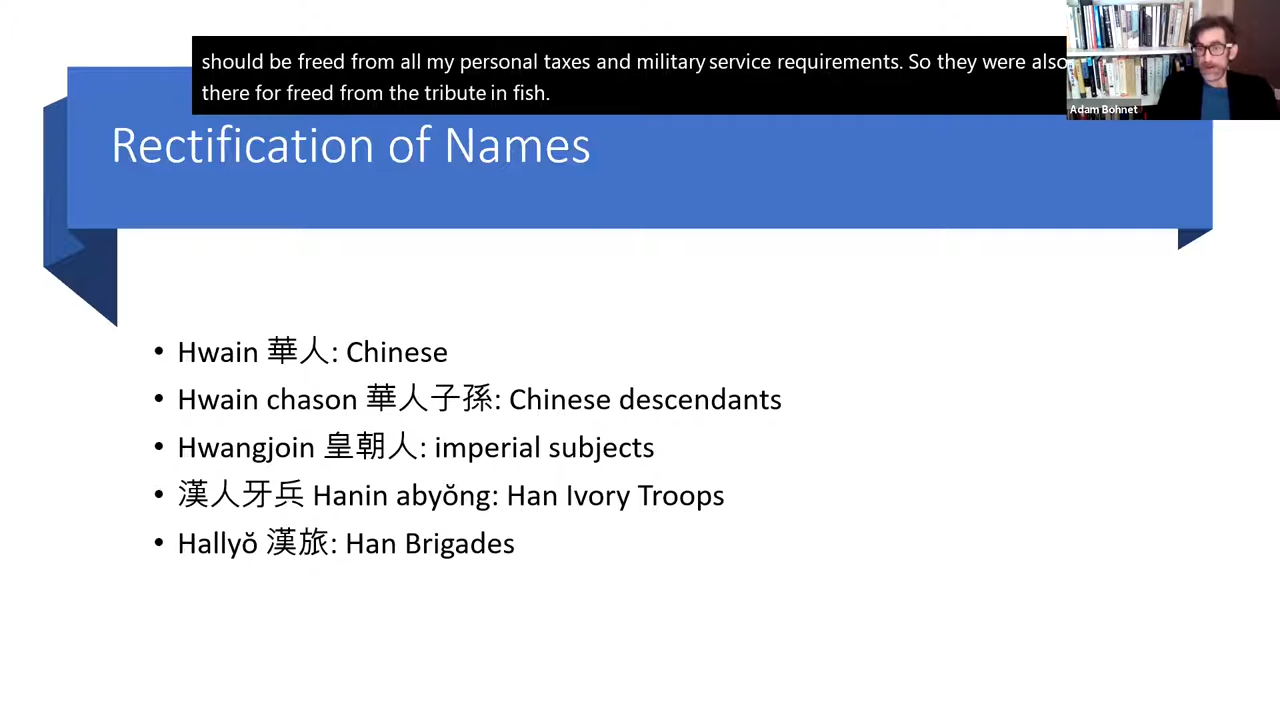 should be freed from all my personal taxes and military service requirements. So they were also
there for freed from the tribute in fish.
Adam Bohnet
Rectification of Names
• Hwain 華人: Chinese
• Hwain chason 華人子孫: Chinese descendants
• Hwangjoin 皇朝人: imperial subjects
• 漢人牙兵 Hanin abyŏng: Han Ivory Troops
• Hallyŏ 漢旅: Han Brigades